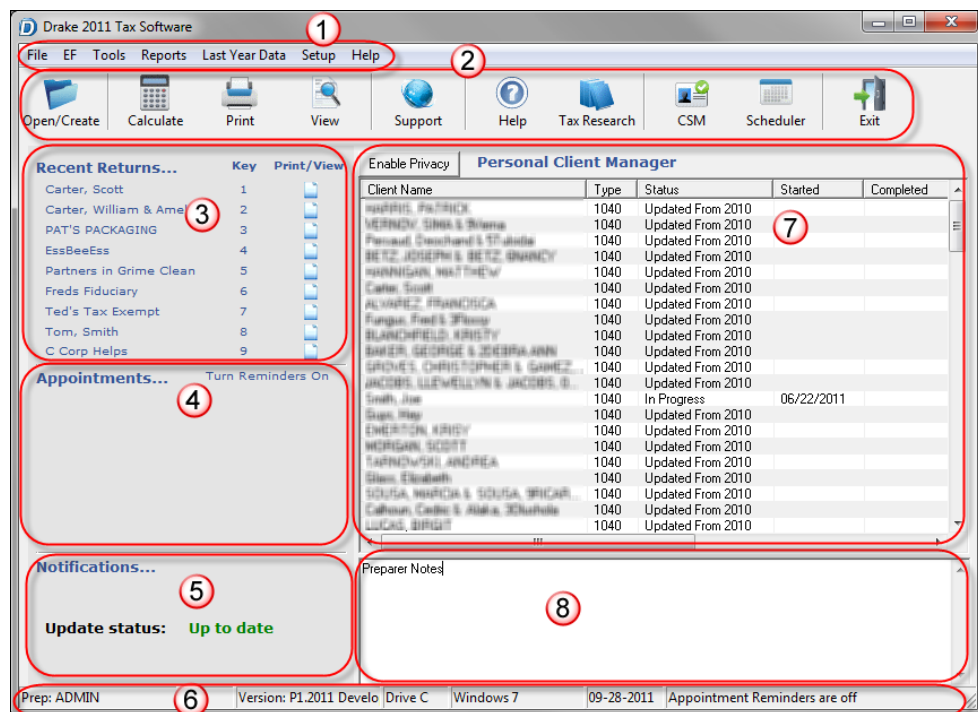 Drake 2011 Tax Software
1
File EF Tools Reports Last Year Data Setup Help
2
Open/Create Calculate Print View Support Help Tax Research CSM Scheduler Exit
Recent Returns... Key Print/View
Carter, Scott 1
Carter, William & Amel 2
3
PAT'S PACKAGING 3
EssBeeEss 4
Partners in Grime Clean 5
Freds Fiduciary 6
Ted's Tax Exempt 7
Tom, Smith 8
C Corp Helps 9
Appointments... Turn Reminders On
4
Notifications...
5
Update status: Up to date
Enable Privacy Personal Client Manager
Client Name Type Status Started Completed
7
1040 Updated From 2010
1040 Updated From 2010
1040 Updated From 2010
1040 Updated From 2010
1040 Updated From 2010
1040 Updated From 2010
1040 Updated From 2010
1040 Updated From 2010
1040 Updated From 2010
1040 Updated From 2010
1040 Updated From 2010
1040 Updated From 2010
1040 In Progress 06/22/2011
1040 Updated From 2010
1040 Updated From 2010
1040 Updated From 2010
1040 Updated From 2010
1040 Updated From 2010
1040 Updated From 2010
1040 Updated From 2010
1040 Updated From 2010
Preparer Notes
8
Prep: ADMIN 6 Version: P1.2011 Develo Drive C Windows 7 09-28-2011 Appointment Reminders are off